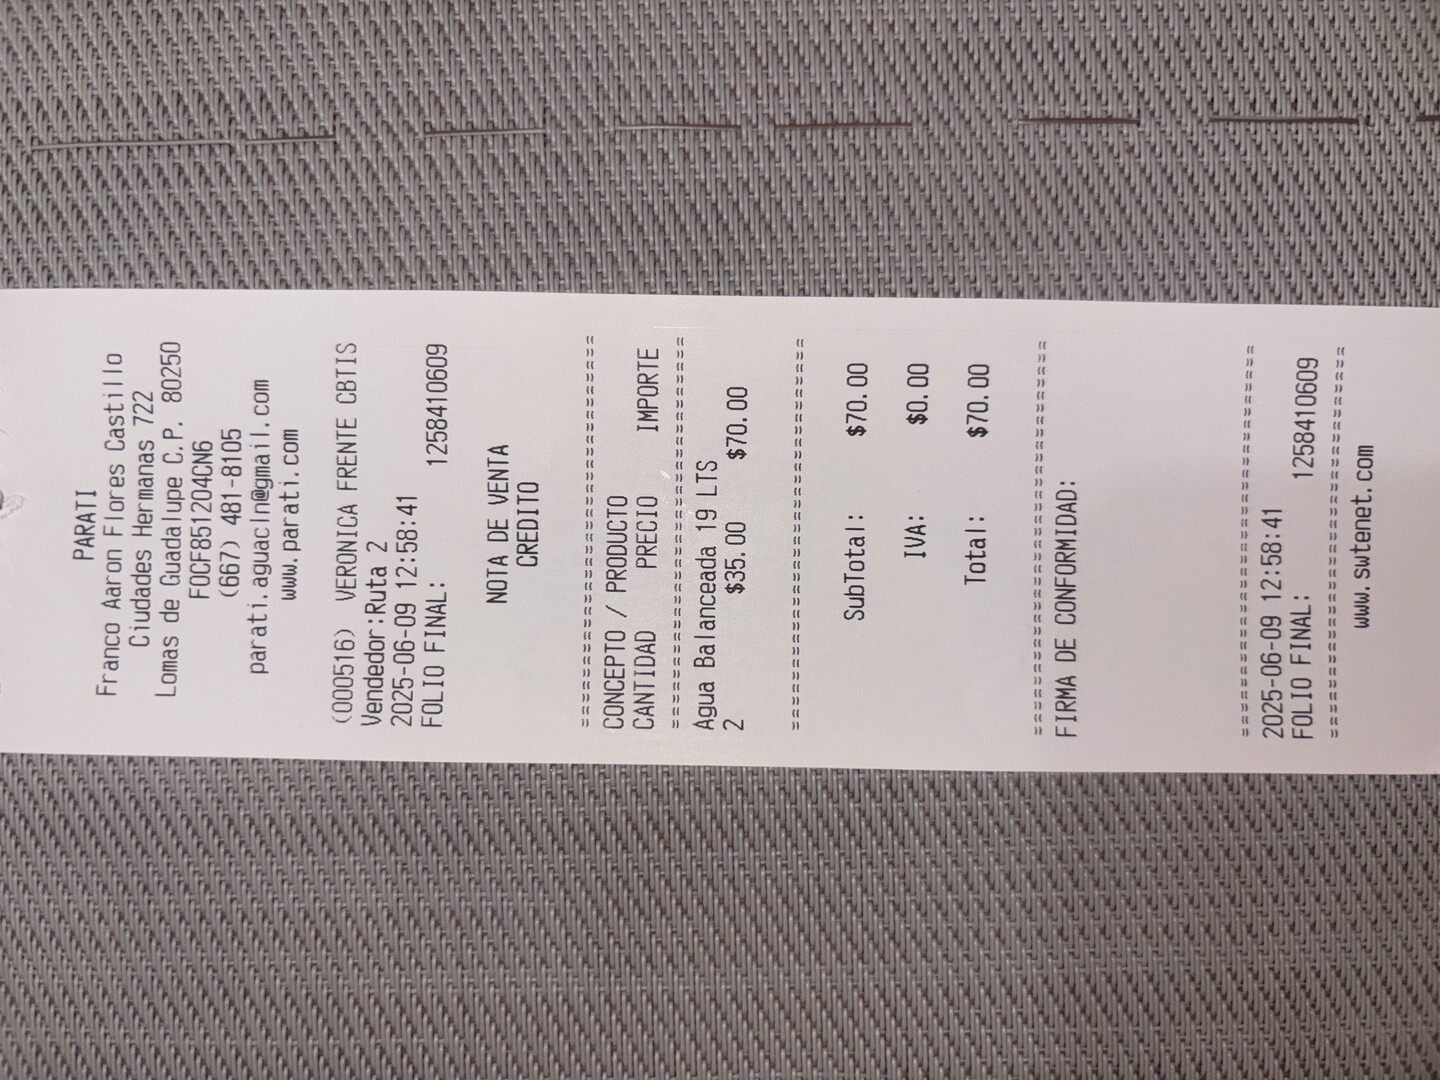 PARATI
Franco Aaron Flores Castillo
Ciudades Hermanas 722
Lomas de Guadalupe C.P. 80250
FOCF851204CN6
(667) 481-8105
parati.aguacln@gmail.com
www.parati.com
(000516) VERONICA FRENTE CBTIS
Vendedor:Ruta 2
2025-06-09 12:58:41
FOLIO FINAL: 1258410609
NOTA DE VENTA
CREDITO
==============================
CONCEPTO / PRODUCTO
CANTIDAD PRECIO IMPORTE
==============================
Agua Balanceada 19 LTS
2 $35.00 $70.00
==============================
SubTotal: $70.00
IVA: $0.00
Total: $70.00
==============================
FIRMA DE CONFORMIDAD:
==============================
2025-06-09 12:58:41
FOLIO FINAL: 1258410609
==============================
www.swtenet.com